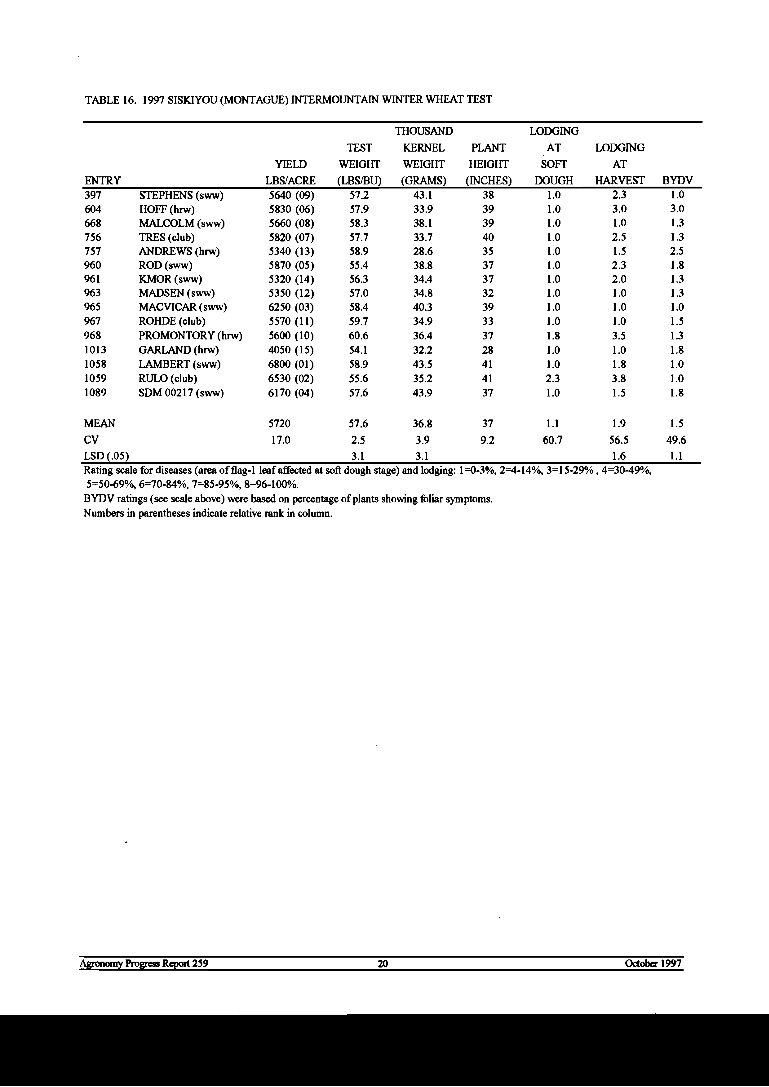 TABLE 16. 1997 SISKIYOU (MONTAGUE) INTERMOUNTAIN WINTER WHEAT TEST
THOUSAND LODGING
TEST KERNEL PLANT AT LODGING
YIELD WEIGHT WEIGHT HEIGHT SOFT AT
ENTRY LBS/ACRE (LBS/BU) (GRAMS) (INCHES) DOUGH HARVEST BYDV
397 STEPHENS (sww) 5640 (09) 57.2 43.1 38 1.0 2.3 1.0
604 HOFF (hrw) 5830 (06) 57.9 33.9 39 1.0 3.0 3.0
668 MALCOLM (sww) 5660 (08) 58.3 38.1 39 1.0 1.0 1.3
756 TRES (club) 5820 (07) 57.7 33.7 40 1.0 2.5 1.3
757 ANDREWS (hrw) 5340 (13) 58.9 28.6 35 1.0 1.5 2.5
960 ROD (sww) 5870 (05) 55.4 38.8 37 1.0 2.3 1.8
961 KMOR (sww) 5320 (14) 56.3 34.4 37 1.0 2.0 1.3
963 MADSEN (sww) 5350 (12) 57.0 34.8 32 1.0 1.0 1.3
965 MACVICAR (sww) 6250 (03) 58.4 40.3 39 1.0 1.0 1.0
967 ROHDE (club) 5570 (11) 59.7 34.9 33 1.0 1.0 1.5
968 PROMONTORY (hrw) 5600 (10) 60.6 36.4 37 1.8 3.5 1.3
1013 GARLAND (hrw) 4050 (15) 54.1 32.2 28 1.0 1.0 1.8
1058 LAMBERT (sww) 6800 (01) 58.9 43.5 41 1.0 1.8 1.0
1059 RULO (club) 6530 (02) 55.6 35.2 41 2.3 3.8 1.0
1089 SDM 00217 (sww) 6170 (04) 57.6 43.9 37 1.0 1.5 1.8
MEAN 5720 57.6 36.8 37 1.1 1.9 1.5
CV 17.0 2.5 3.9 9.2 60.7 56.5 49.6
LSD (.05) 3.1 3.1 1.6 1.1
Rating scale for diseases (area of flag-1 leaf affected at soft dough stage) and lodging: 1=0-3%, 2=4-14%, 3=15-29% , 4=30-49%,
5=50-69%, 6=70-84%, 7=85-95%, 8=96-100%.
BYDV ratings (see scale above) were based on percentage of plants showing foliar symptoms.
Numbers in parentheses indicate relative rank in column.
Agronomy Progress Report 259 20 October 1997